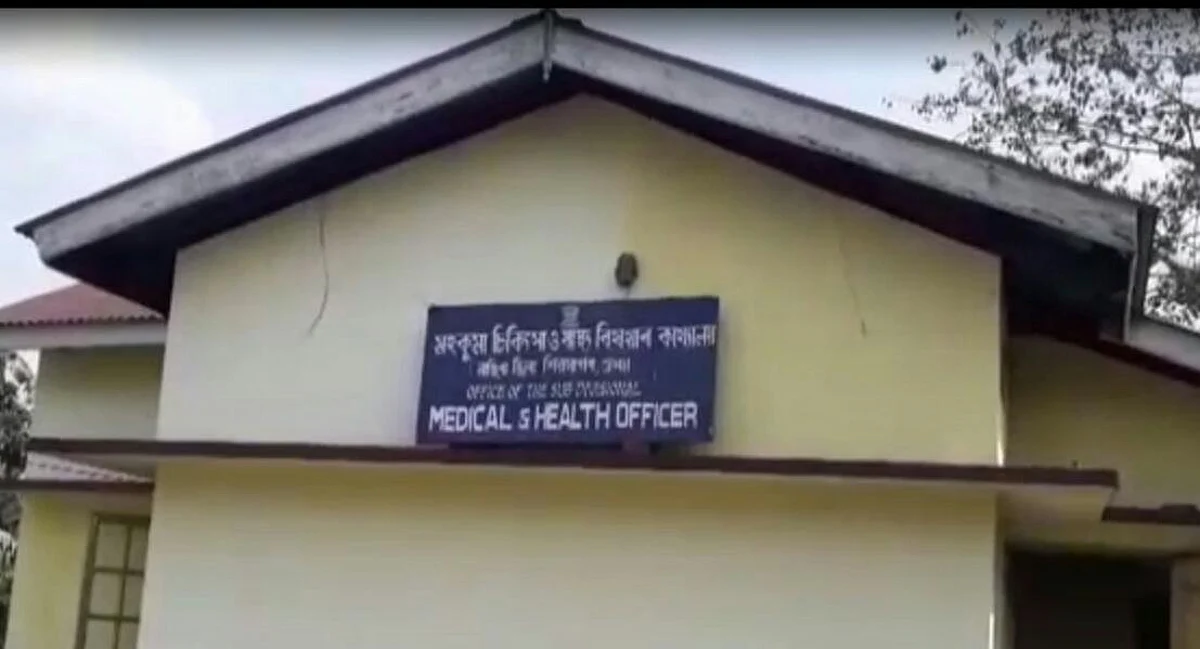 মহকুমা চিকিৎসা ও স্বাস্থ্য বিষয়াৰ কাৰ্য্যালয়
OFFICE OF THE SUB DIVISIONAL
MEDICAL & HEALTH OFFICER